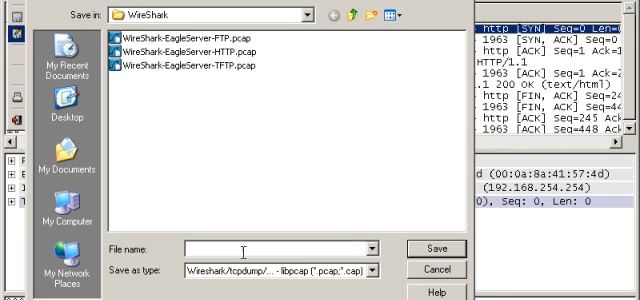 Save in: WireShark
WireShark-EagleServer-FTP.pcap
WireShark-EagleServer-HTTP.pcap
WireShark-EagleServer-TFTP.pcap
My Recent
Documents
Desktop
My Documents
My Computer
My Network
Places
File name:
Save as type: Wireshark/tcpdump/... - libpcap (*.pcap;*.cap)
Save
Cancel
Help
http [SYN] Seq=0 Len=
1963 [SYN, ACK] Seq=0
http [ACK] Seq=1 Ack=1
HTTP/1.1
1963 [ACK] Seq=1 Ack=2
1 200 OK (text/html)
http [FIN, ACK] Seq=24
1963 [FIN, ACK] Seq=44
http [ACK] Seq=245 Ack
1963 [ACK] Seq=448 Ack
d (00:0a:8a:41:57:4d)
(192.168.254.254)
0), Seq: 0, Len: 0